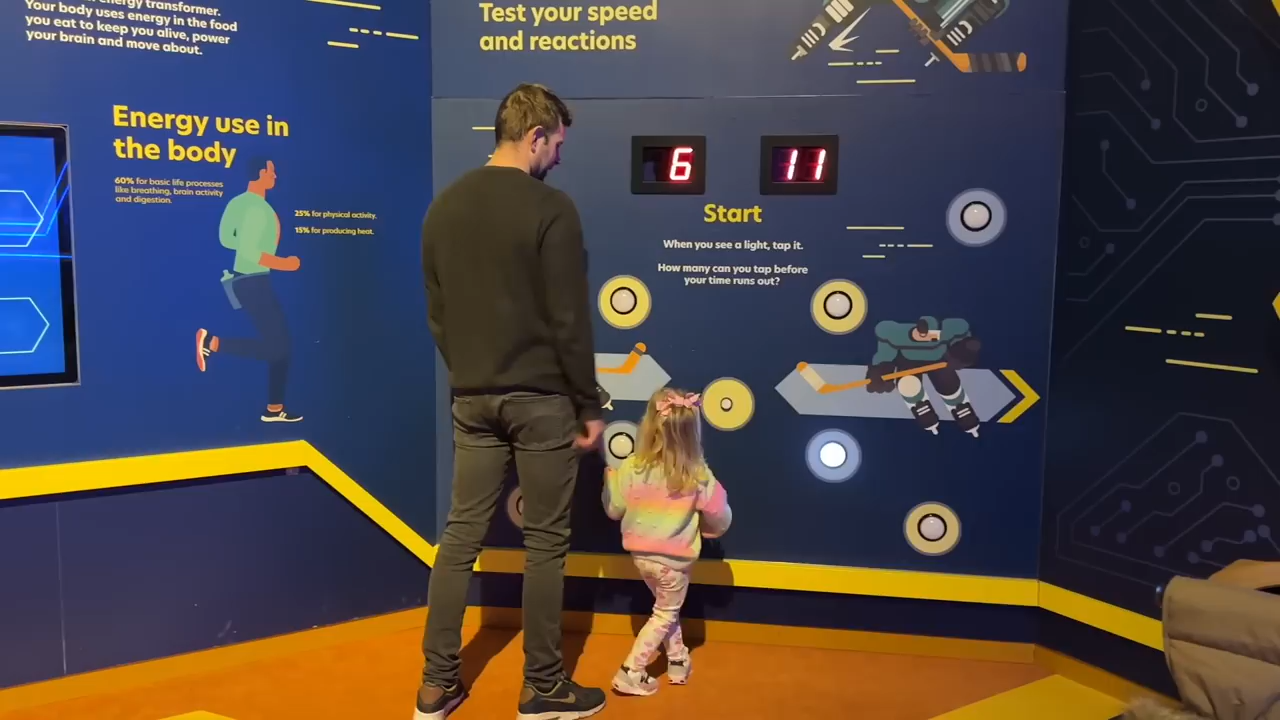 energy transformer.
Your body uses energy in the food
you eat to keep you alive, power
your brain and move about.
Energy use in
the body
60% for basic life processes
like breathing, brain activity
and digestion.
25% for physical activity.
15% for producing heat.
Test your speed
and reactions
6 11
Start
When you see a light, tap it.
How many can you tap before
your time runs out?